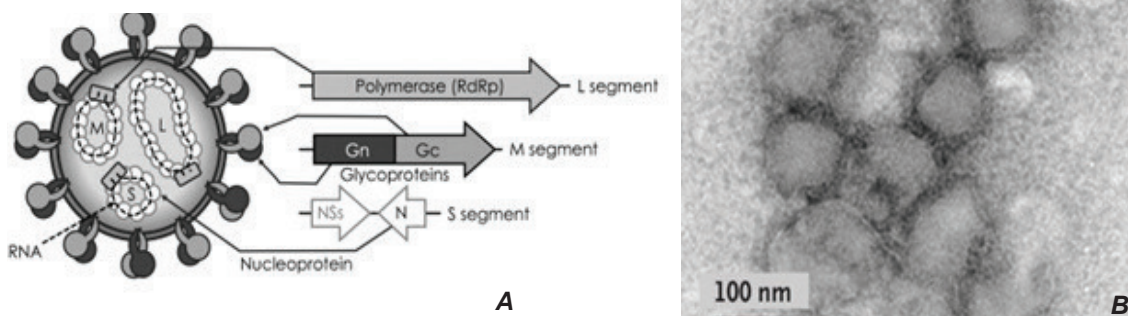 Polymerase (RdRp)
L segment
M
L
Gn
Gc
M segment
Glycoproteins
S
NSs
N
S segment
RNA
Nucleoprotein
A
100 nm
B